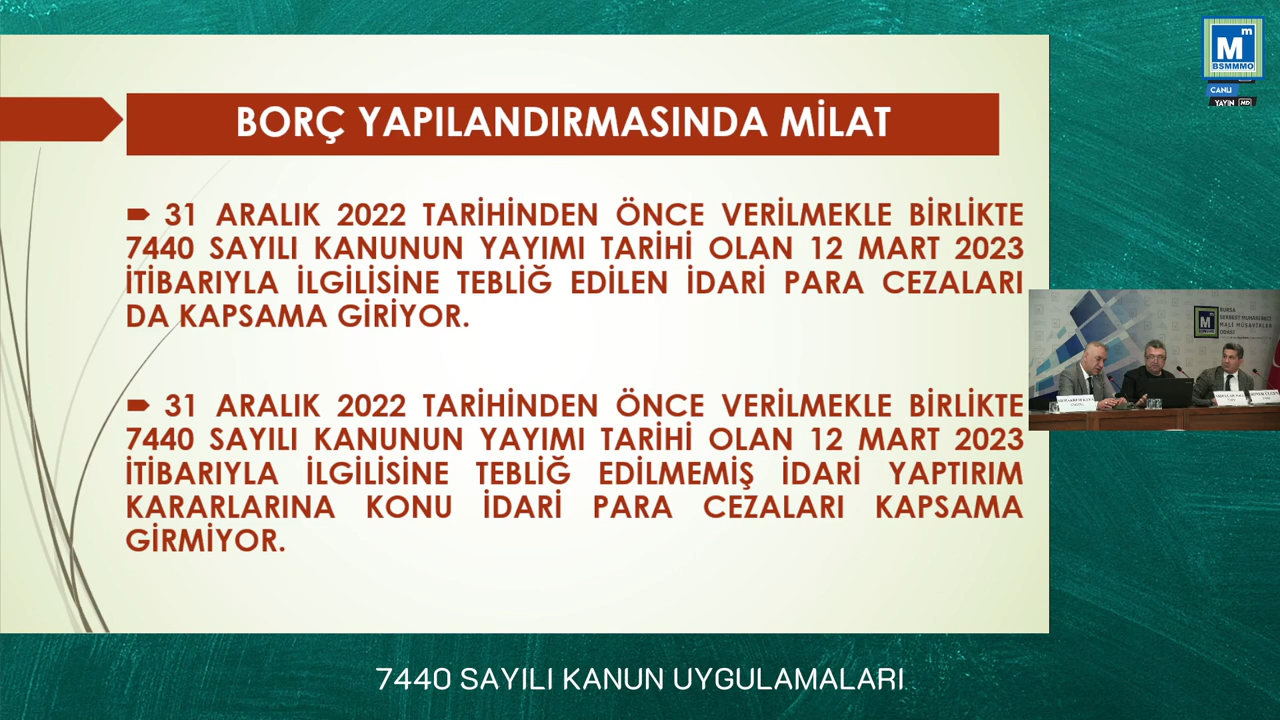 M m
BSMMMO
CANLI
YAYIN HD
BORÇ YAPILANDIRMASINDA MİLAT
31 ARALIK 2022 TARİHİNDEN ÖNCE VERİLMEKLE BİRLİKTE
7440 SAYILI KANUNUN YAYIMI TARİHİ OLAN 12 MART 2023
İTİBARIYLA İLGİLİSİNE TEBLİĞ EDİLEN İDARİ PARA CEZALARI
DA KAPSAMA GİRİYOR.
31 ARALIK 2022 TARİHİNDEN ÖNCE VERİLMEKLE BİRLİKTE
7440 SAYILI KANUNUN YAYIMI TARİHİ OLAN 12 MART 2023
İTİBARIYLA İLGİLİSİNE TEBLİĞ EDİLMEMİŞ İDARİ YAPTIRIM
KARARLARINA KONU İDARİ PARA CEZALARI KAPSAMA
GİRMİYOR.
BURSA
SERBEST MUHASEBECİ
MALİ MÜŞAVİRLER
ODASI
7440 SAYILI KANUN UYGULAMALARI